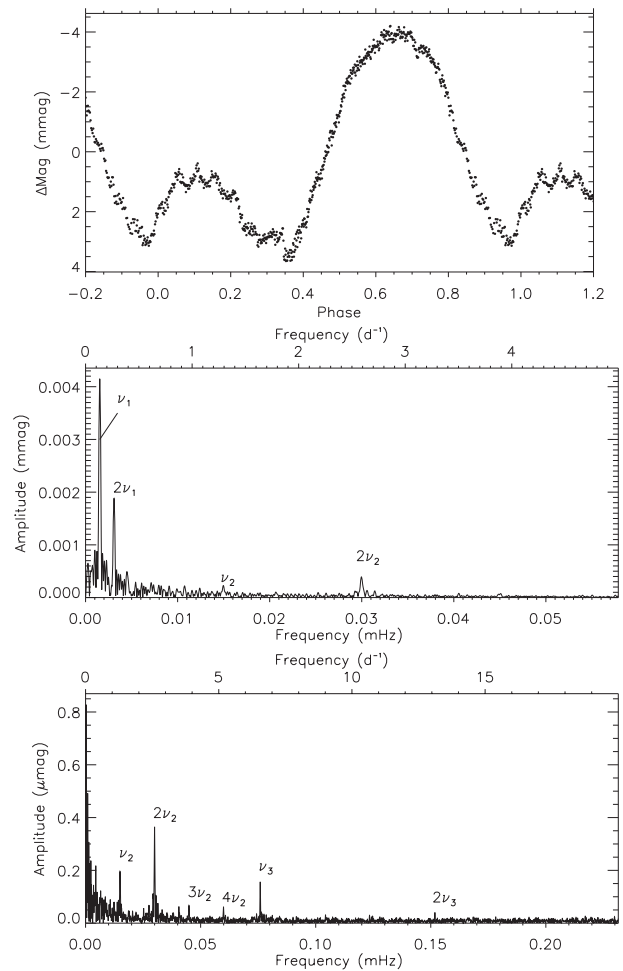 −4
−2
0
2
4
ΔMag (mmag)
−0.2 0.0 0.2 0.4 0.6 0.8 1.0 1.2
Phase
Frequency (d⁻¹)
0 1 2 3 4
0.004
0.003
0.002
0.001
0.000
Amplitude (mmag)
ν₁
2ν₁
ν₂
2ν₂
0.00 0.01 0.02 0.03 0.04 0.05
Frequency (mHz)
Frequency (d⁻¹)
0 5 10 15
0.8
0.6
0.4
0.2
0.0
Amplitude (μmag)
ν₂
2ν₂
3ν₂
4ν₂
ν₃
2ν₃
0.00 0.05 0.10 0.15 0.20
Frequency (mHz)